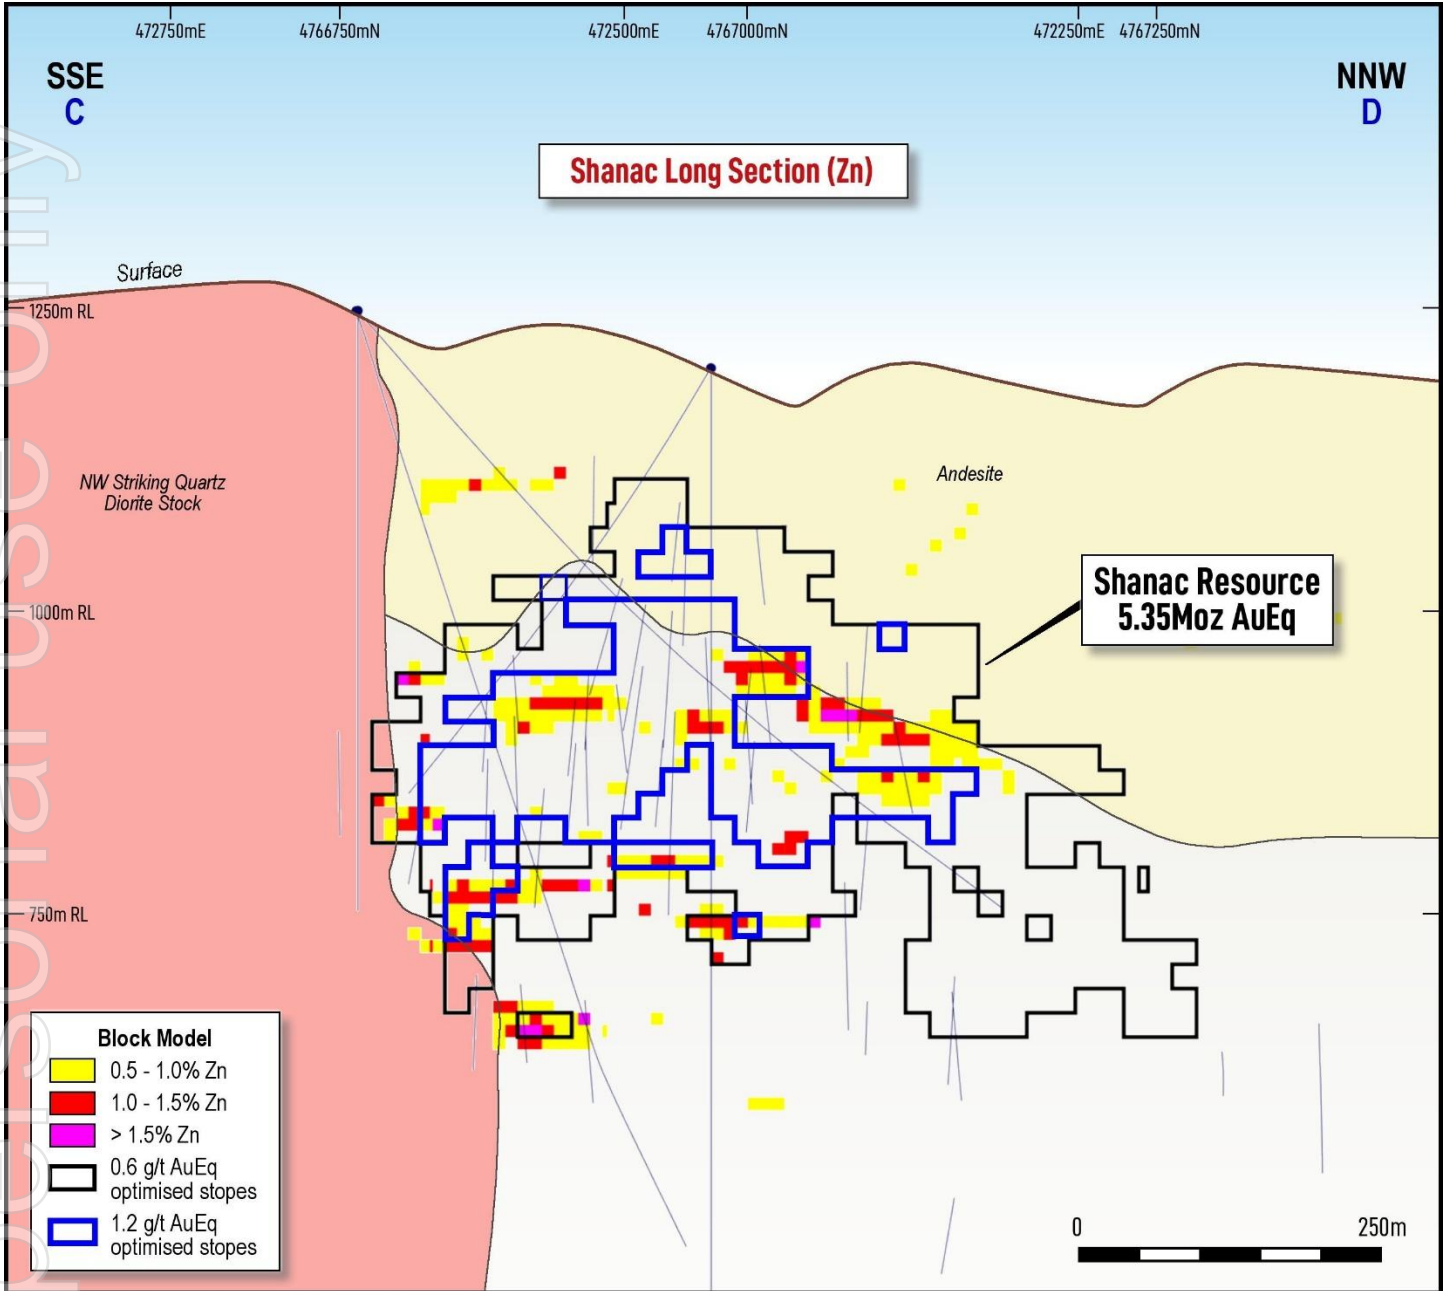 472750mE
4766750mN
472500mE
4767000mN
472250mE
4767250mN
SSE
C
NNW
D
Shanac Long Section (Zn)
Surface
1250m RL
NW Striking Quartz
Diorite Stock
Andesite
Shanac Resource
5.35Moz AuEq
1000m RL
750m RL
Block Model
0.5 - 1.0% Zn
1.0 - 1.5% Zn
> 1.5% Zn
0.6 g/t AuEq
optimised stopes
1.2 g/t AuEq
optimised stopes
0
250m
personal use only